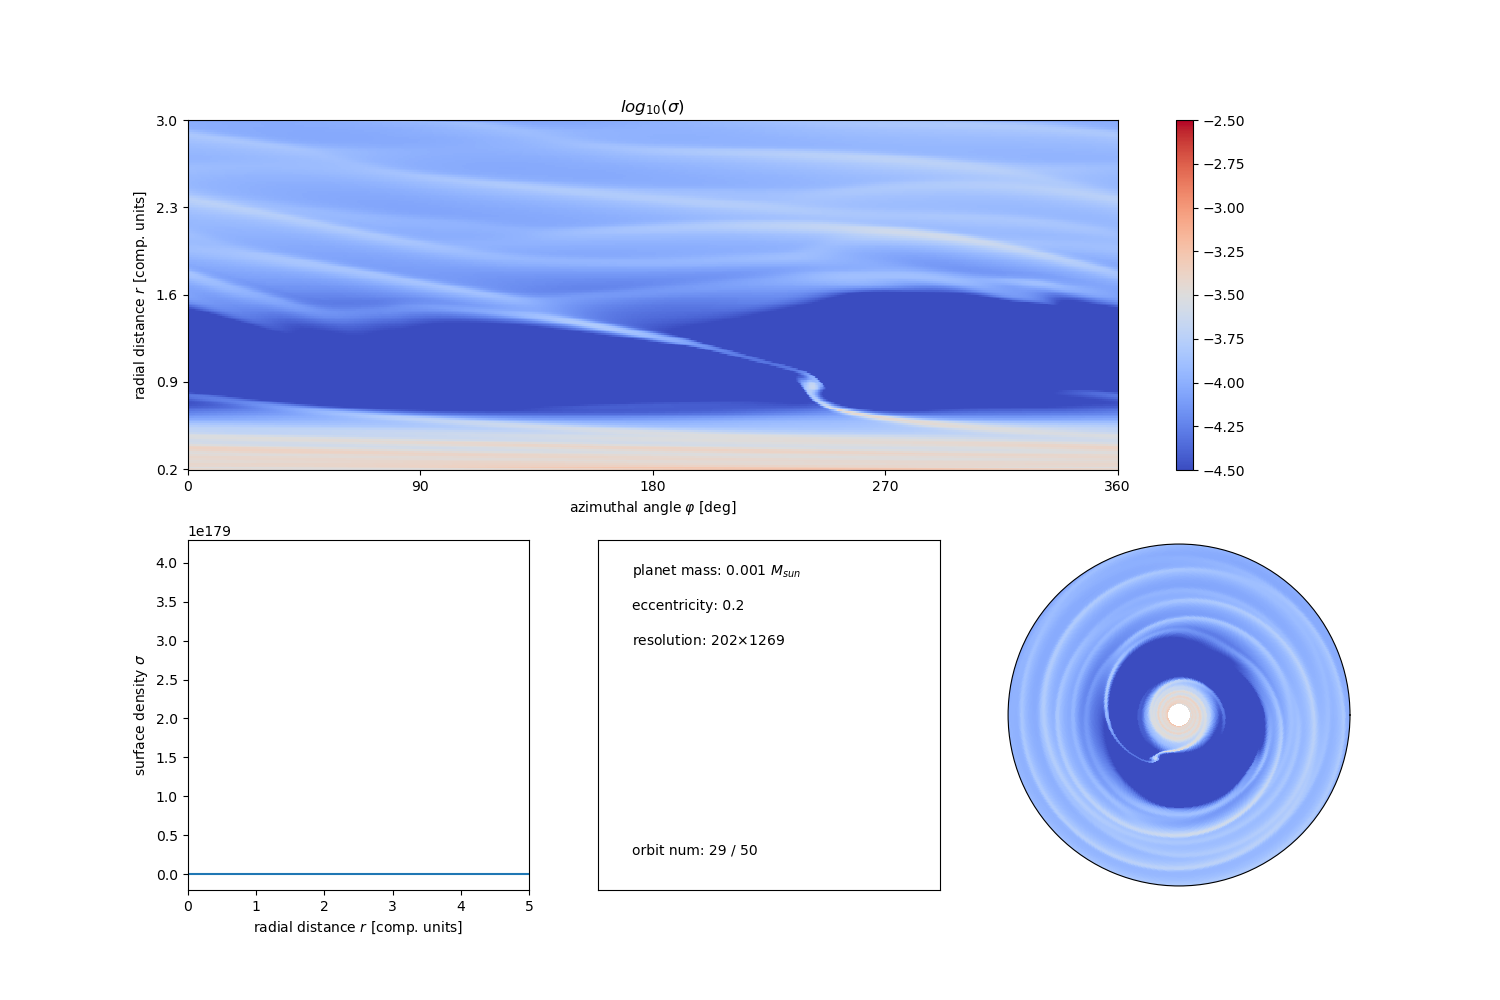 log₁₀(σ)
3.0
2.3
1.6
0.9
0.2
radial distance r [comp. units]
0 90 180 270 360
azimuthal angle φ [deg]
−2.50
−2.75
−3.00
−3.25
−3.50
−3.75
−4.00
−4.25
−4.50
1e179
4.0
3.5
3.0
2.5
2.0
1.5
1.0
0.5
0.0
surface density σ
0 1 2 3 4 5
radial distance r [comp. units]
planet mass: 0.001 M_sun
eccentricity: 0.2
resolution: 202×1269
orbit num: 29 / 50